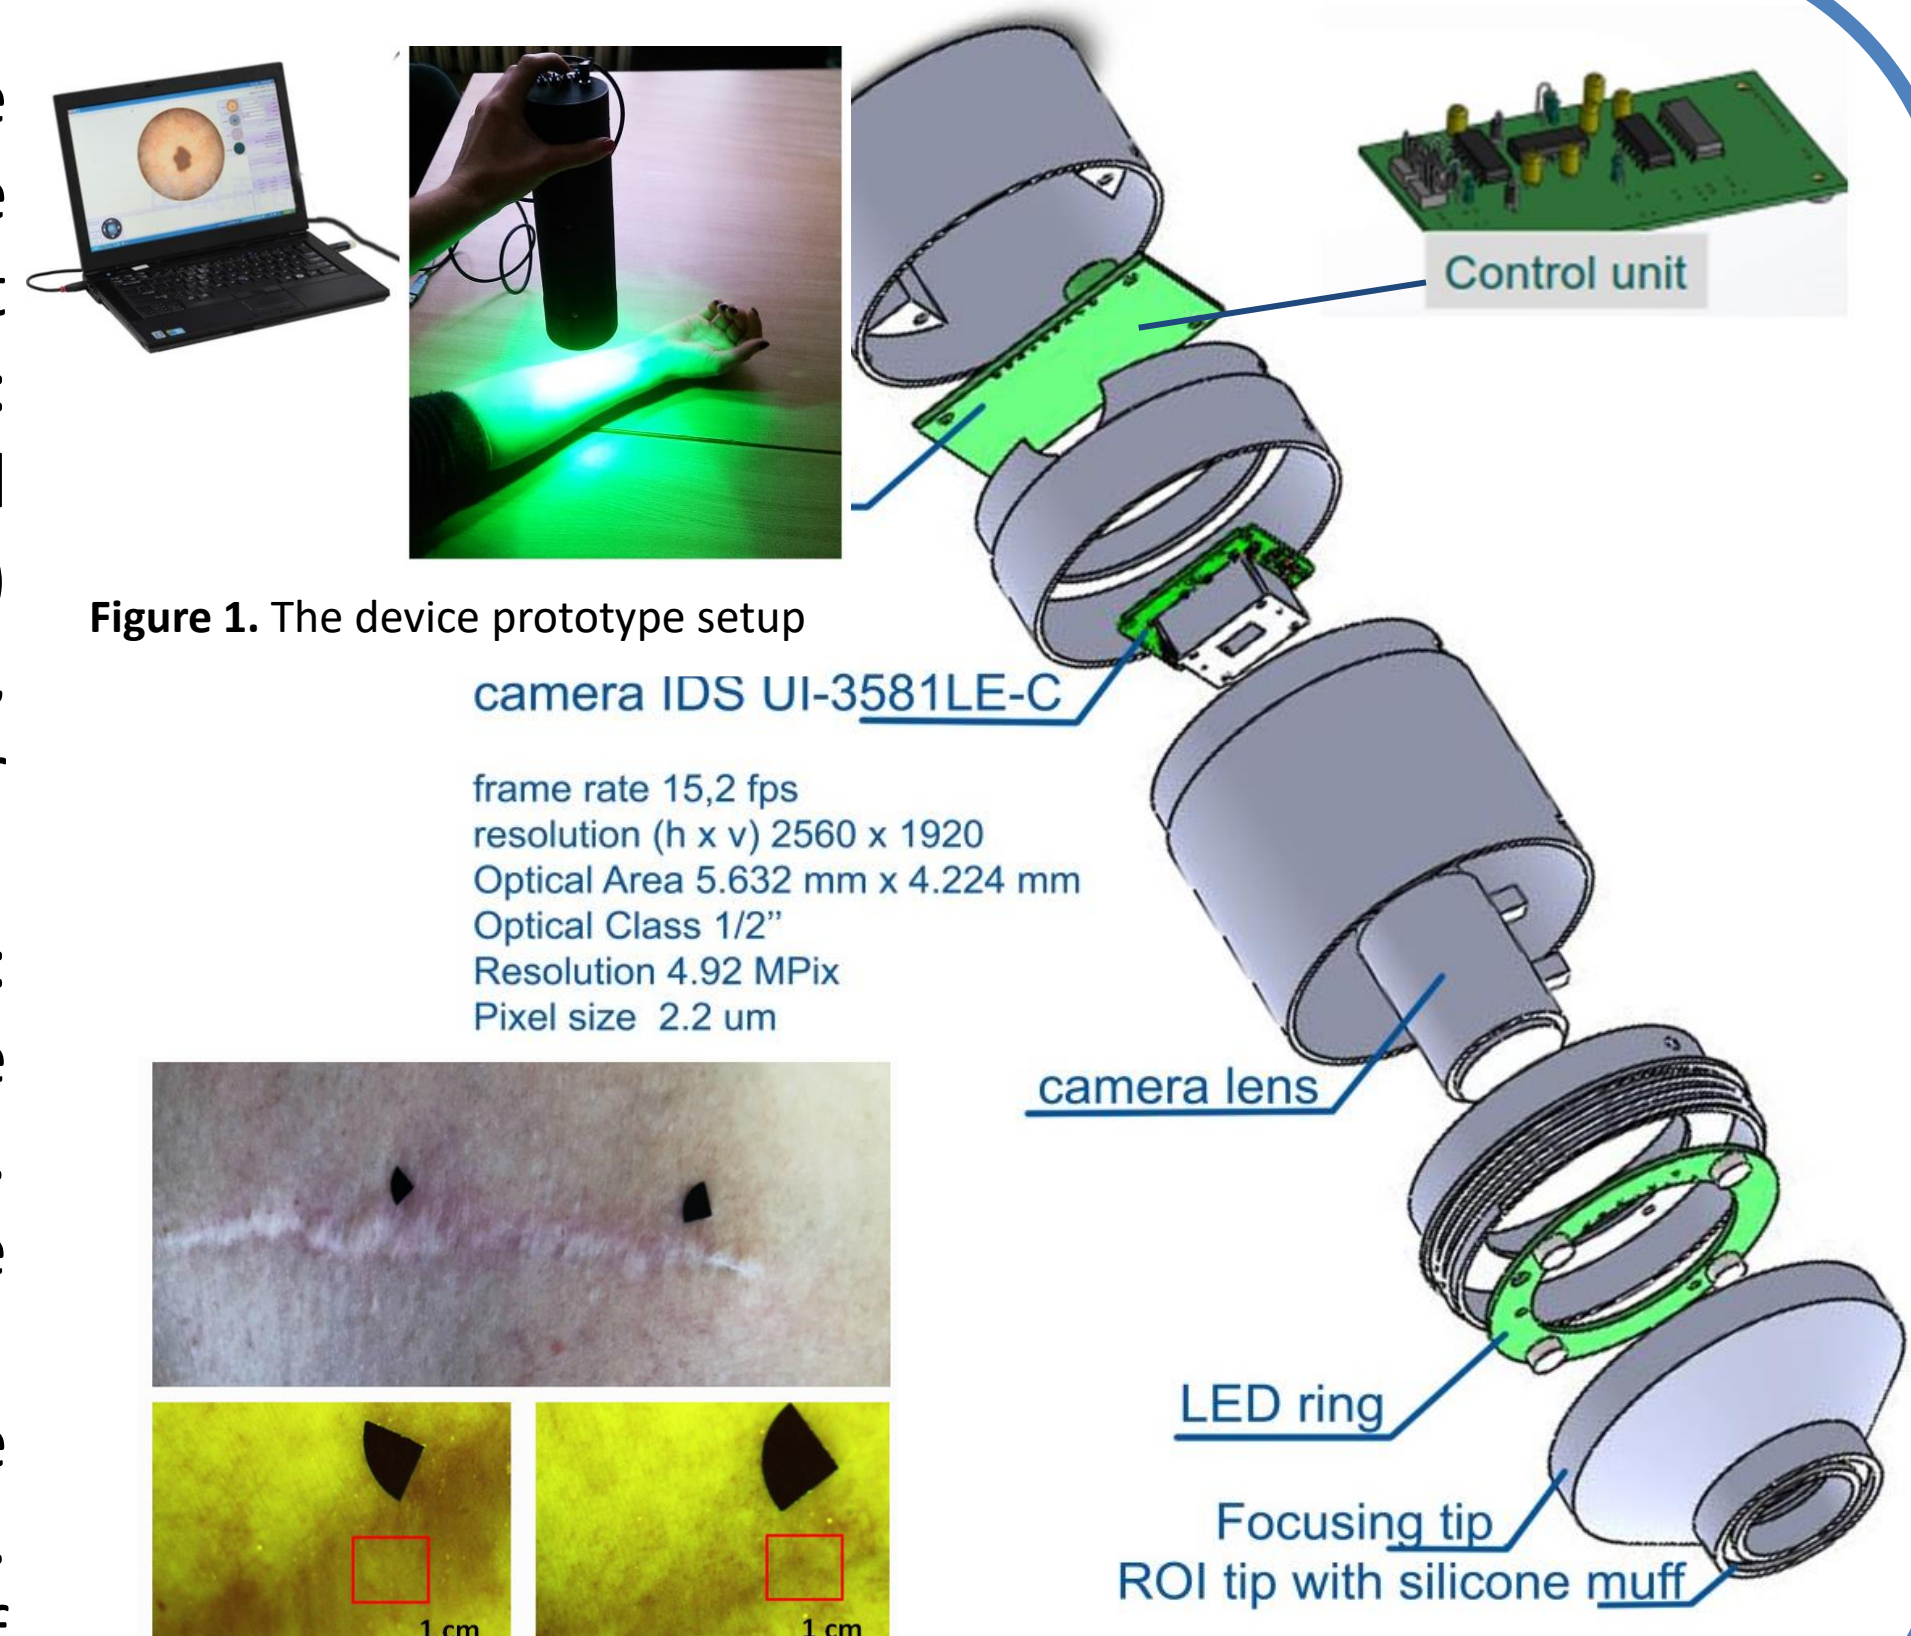 Control unit
Figure 1. The device prototype setup
camera IDS UI-3581LE-C
frame rate 15,2 fps
resolution (h x v) 2560 x 1920
Optical Area 5.632 mm x 4.224 mm
Optical Class 1/2’’
Resolution 4.92 MPix
Pixel size 2.2 um
camera lens
LED ring
Focusing tip
ROI tip with silicone muff
1 cm
1 cm